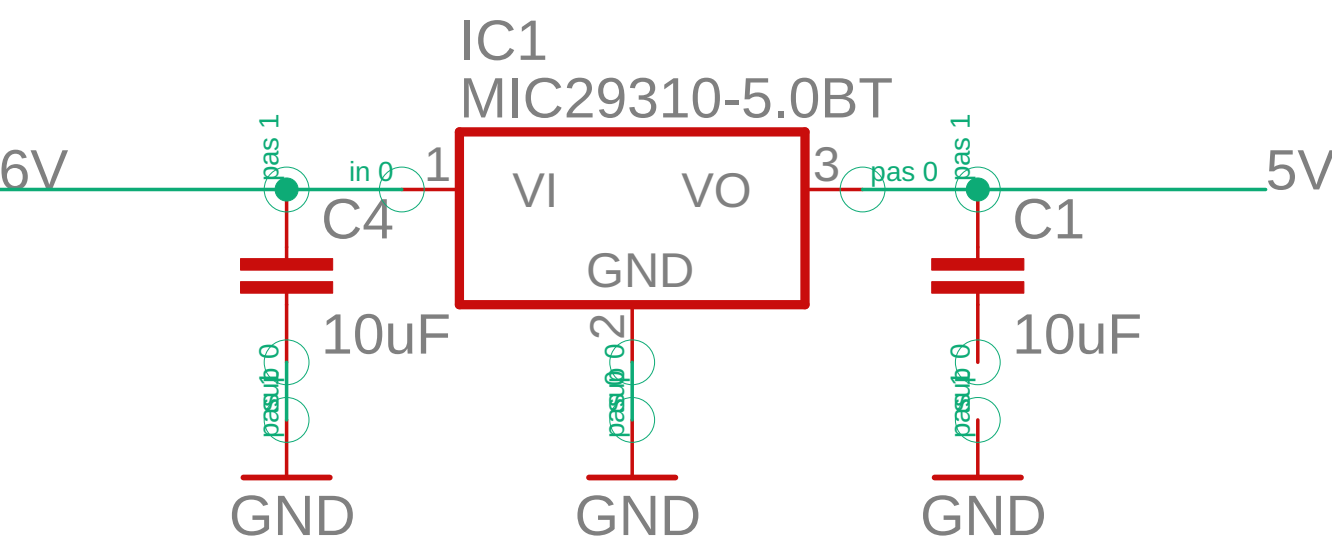 IC1
MIC29310-5.0BT
6V
pas 1
in 0
1
VI
VO
3
pas 0
pas 1
5V
C4
GND
C1
10uF
2
10uF
GND
GND
GND